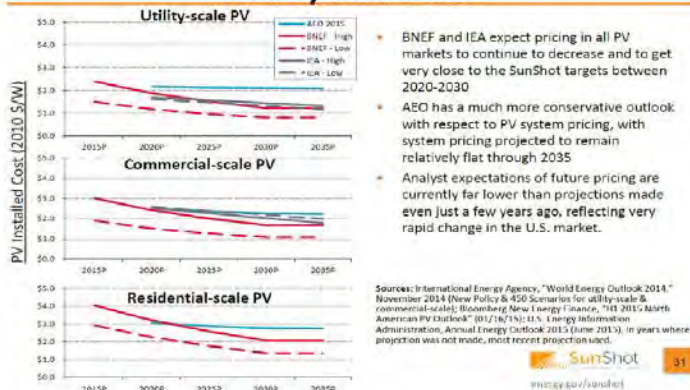 Utility-scale PV
$5.0
$4.0
$3.0
$2.0
$1.0
$0.0
AEO 2015
BNEF - High
BNEF - Low
IEA - High
IEA - Low
2015P 2020P 2025P 2030P 2035P
PV Installed Cost (2010 $/W)
Commercial-scale PV
$5.0
$4.0
$3.0
$2.0
$1.0
$0.0
2015P 2020P 2025P 2030P 2035P
Residential-scale PV
$5.0
$4.0
$3.0
$2.0
$1.0
$0.0
2015P 2020P 2025P 2030P 2035P
• BNEF and IEA expect pricing in all PV
markets to continue to decrease and to get
very close to the SunShot targets between
2020-2030
• AEO has a much more conservative outlook
with respect to PV system pricing, with
system pricing projected to remain
relatively flat through 2035
• Analyst expectations of future pricing are
currently far lower than projections made
even just a few years ago, reflecting very
rapid change in the U.S. market.
Sources: International Energy Agency, "World Energy Outlook 2014,"
November 2014 (New Policy & 450 Scenarios for utility-scale &
commercial-scale); Bloomberg New Energy Finance, "H1 2015 North
American PV Outlook" (01/16/15); U.S. Energy Information
Administration, Annual Energy Outlook 2015 (June 2015). In years where
projection was not made, most recent projection used.
SunShot
31
energy.gov/sunshot